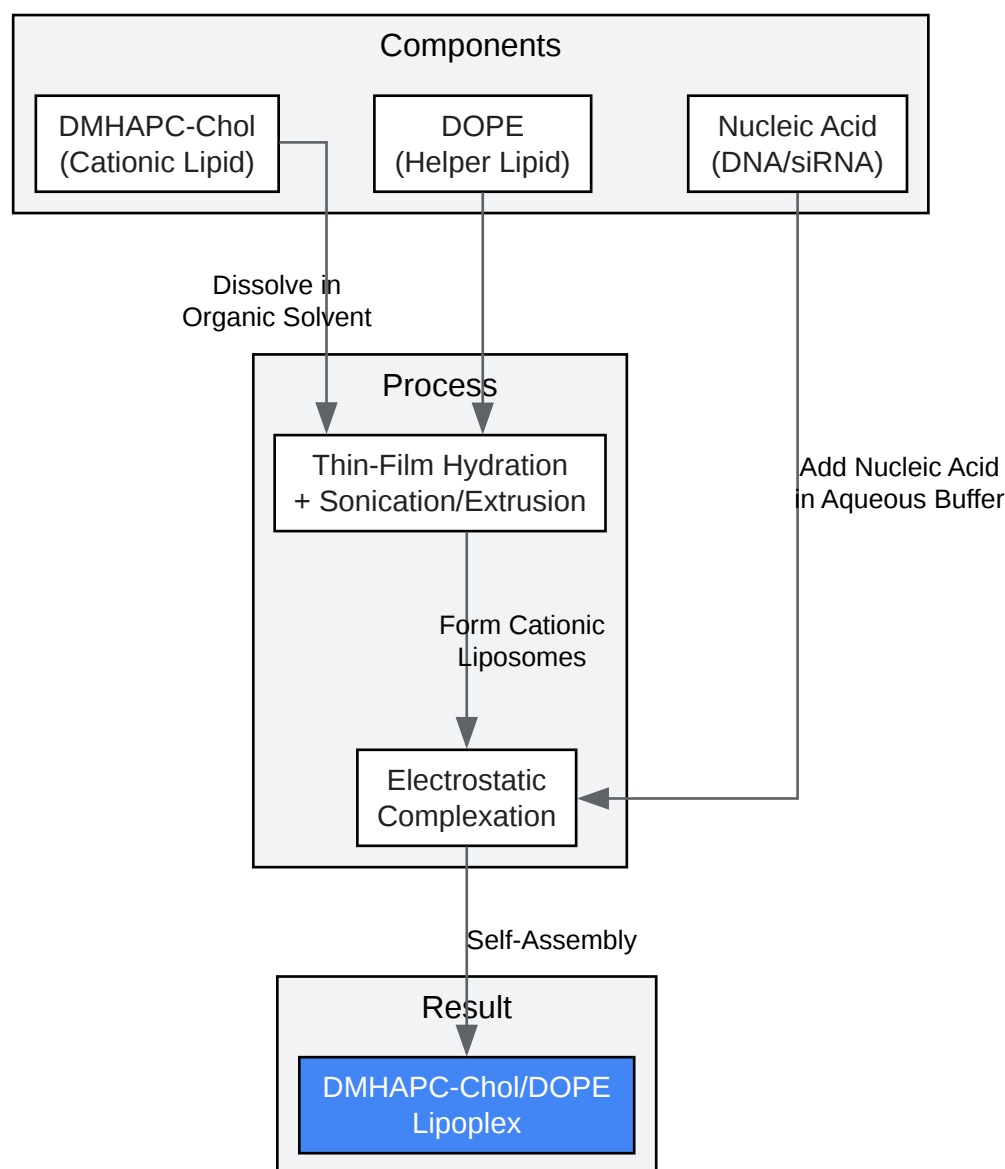 Components
DMHAPC-Chol
(Cationic Lipid)
DOPE
(Helper Lipid)
Nucleic Acid
(DNA/siRNA)
Dissolve in
Organic Solvent
Process
Thin-Film Hydration
+ Sonication/Extrusion
Add Nucleic Acid
in Aqueous Buffer
Form Cationic
Liposomes
Electrostatic
Complexation
Self-Assembly
Result
DMHAPC-Chol/DOPE
Lipoplex